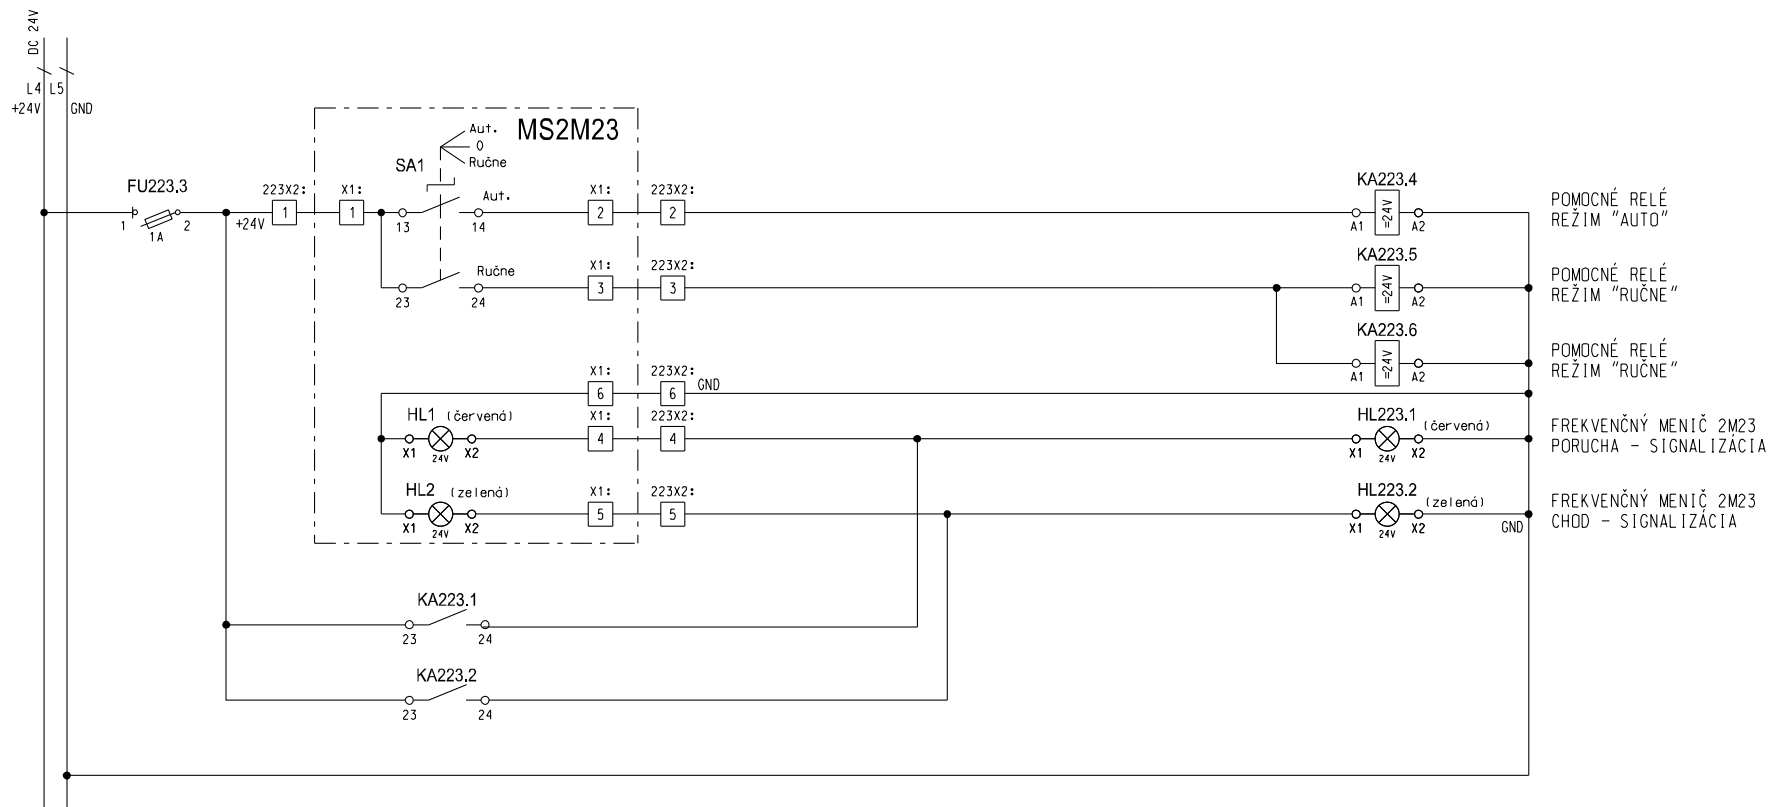 DC 24V
L4 L5
+24V GND
MS2M23
Aut.
0
Ručne
SA1
FU223.3
1 2
1A
223X2:
1
+24V
X1:
1
Aut.
13 14
X1:
2
223X2:
2
KA223.4
A1 =24V A2
POMOCNÉ RELÉ
REŽIM "AUTO"
Ručne
23 24
X1:
3
223X2:
3
KA223.5
A1 =24V A2
POMOCNÉ RELÉ
REŽIM "RUČNE"
KA223.6
A1 =24V A2
POMOCNÉ RELÉ
REŽIM "RUČNE"
X1:
6
223X2:
6
GND
HL1 (červená)
X1 24V X2
X1:
4
223X2:
4
HL223.1 (červená)
X1 24V X2
FREKVENČNÝ MENIČ 2M23
PORUCHA - SIGNALIZÁCIA
HL2 (zelená)
X1 24V X2
X1:
5
223X2:
5
HL223.2 (zelená)
X1 24V X2
GND
FREKVENČNÝ MENIČ 2M23
CHOD - SIGNALIZÁCIA
KA223.1
23 24
KA223.2
23 24